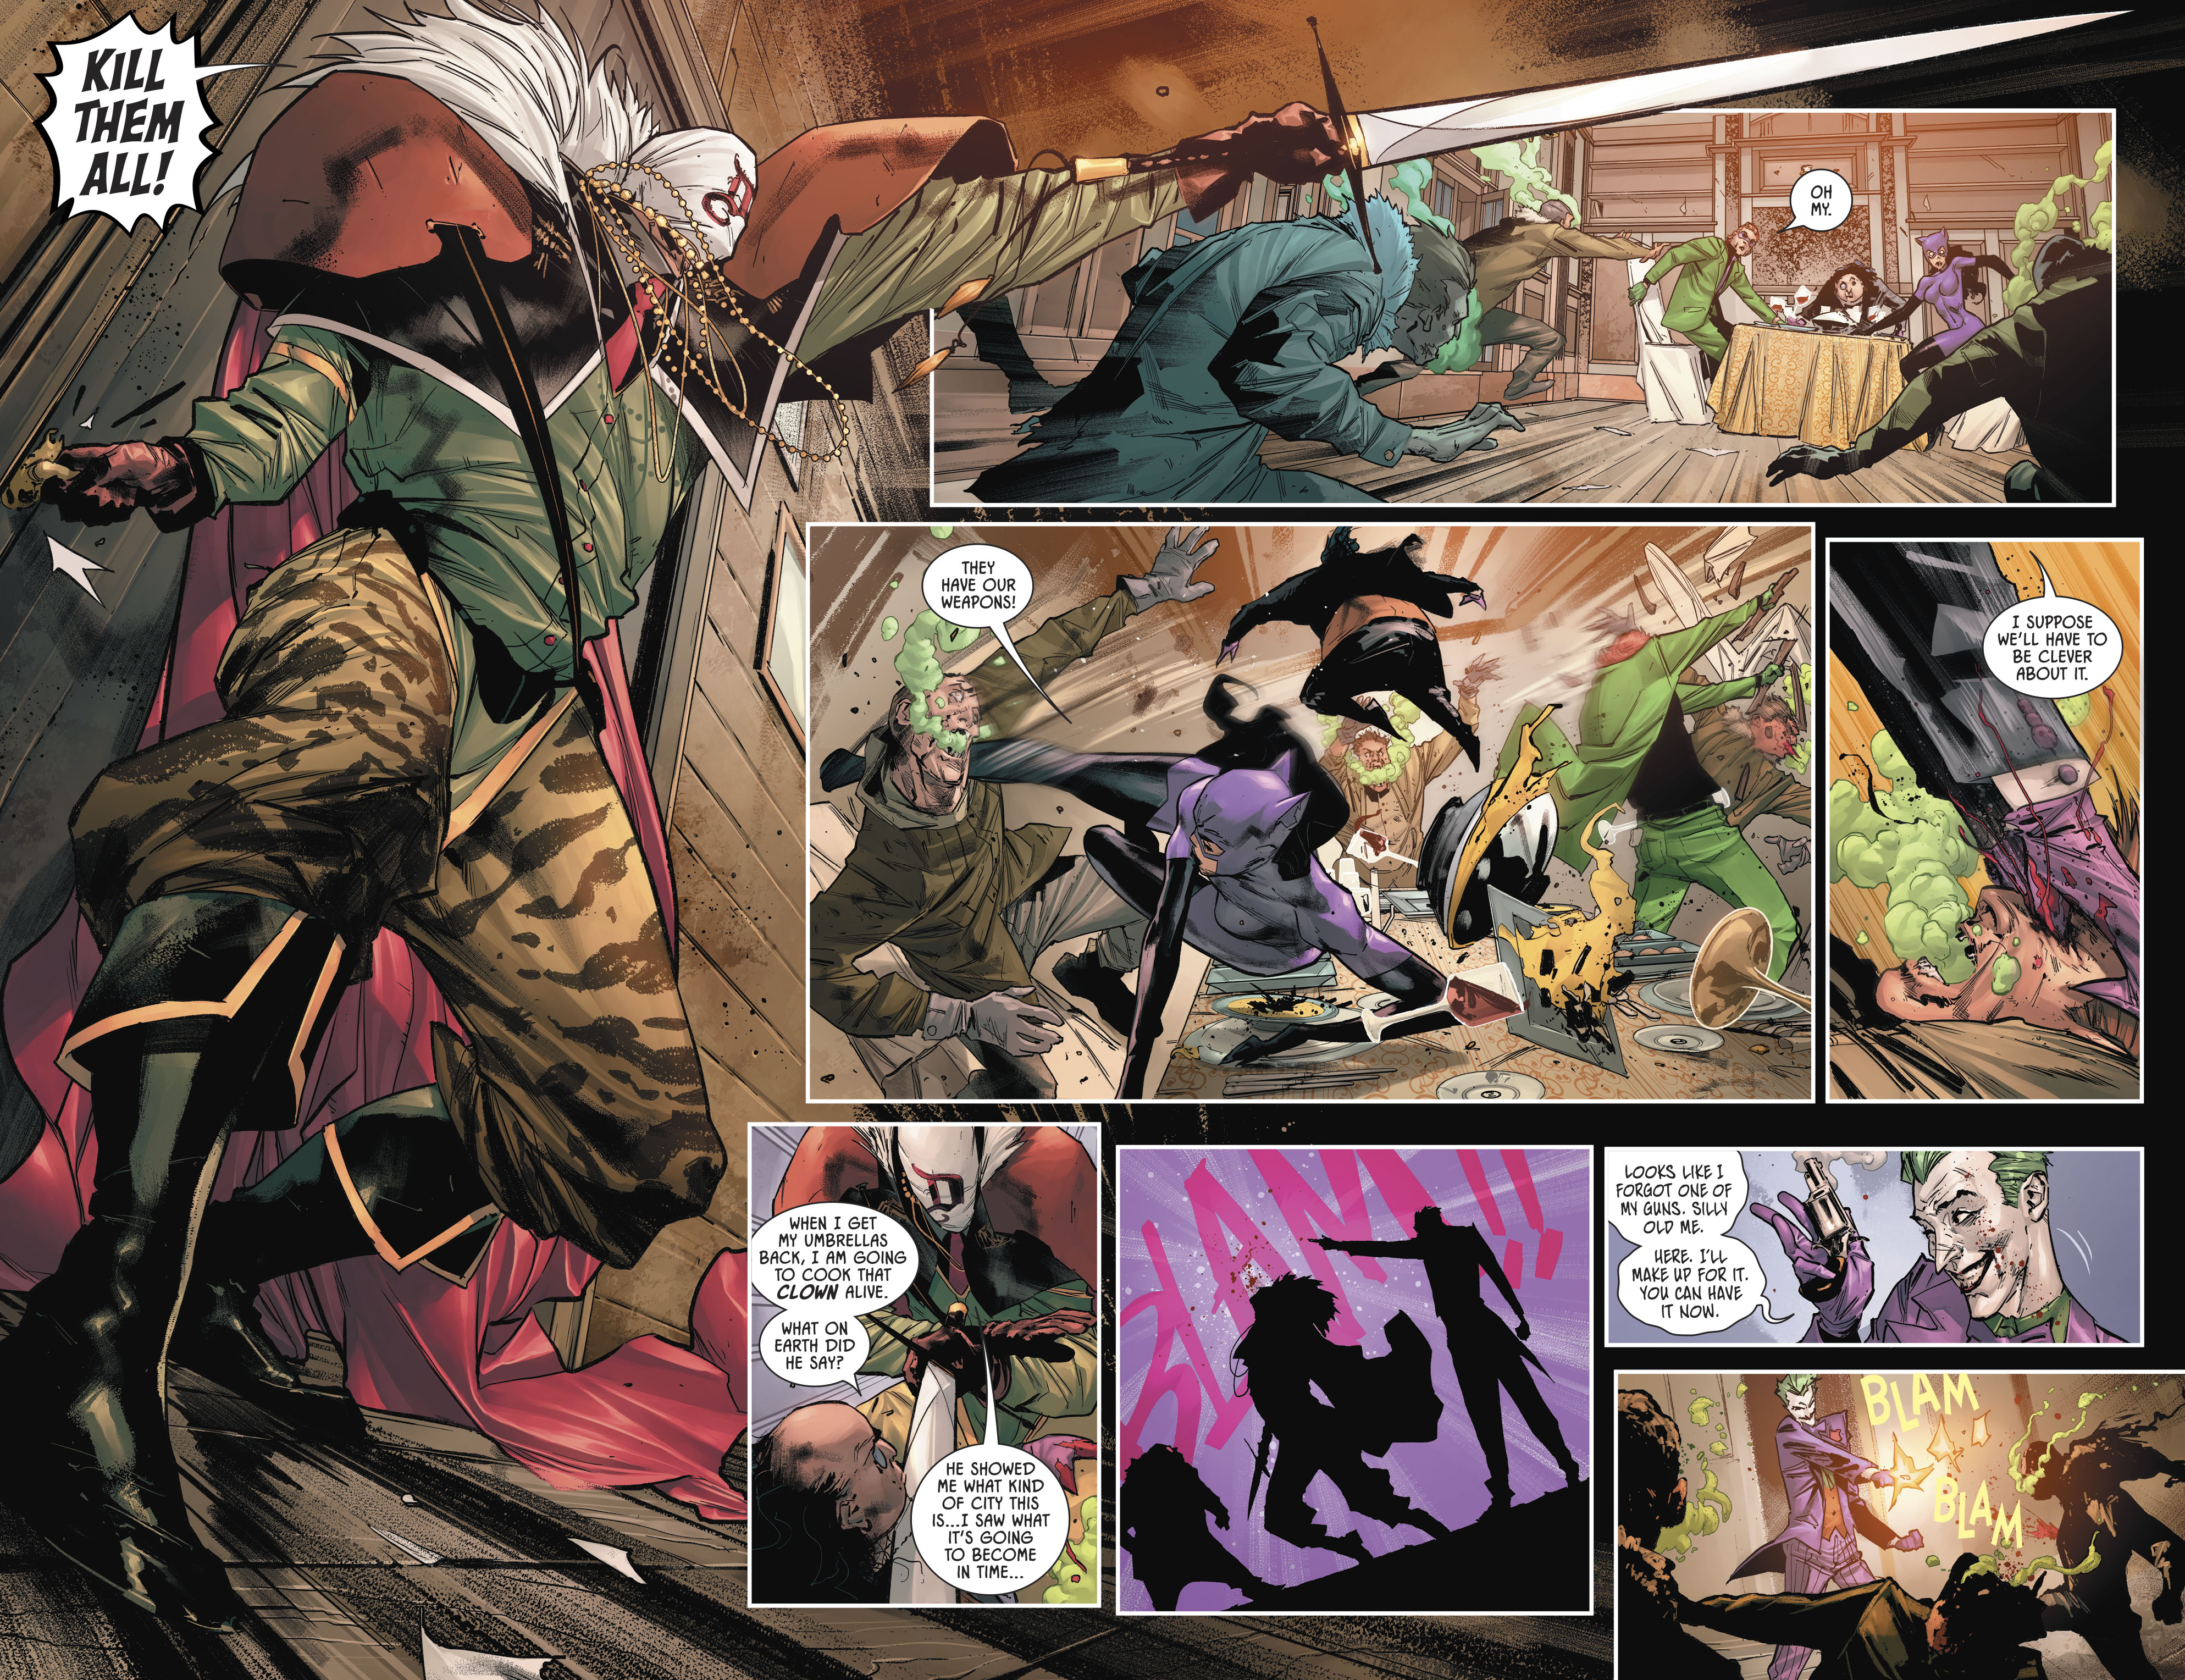 KILL
THEM
ALL!
OH
MY.
THEY
HAVE OUR
WEAPONS!
I SUPPOSE
WE'LL HAVE TO
BE CLEVER
ABOUT IT.
WHEN I GET
MY UMBRELLAS
BACK, I AM GOING
TO COOK THAT
CLOWN ALIVE.
WHAT ON
EARTH DID
HE SAY?
HE SHOWED
ME WHAT KIND
OF CITY THIS
IS...I SAW WHAT
IT'S GOING
TO BECOME
IN TIME...
BLAM!!
LOOKS LIKE I
FORGOT ONE OF
MY GUNS. SILLY
OLD ME.
HERE. I'LL
MAKE UP FOR IT.
YOU CAN HAVE
IT NOW.
BLAM
BLAM